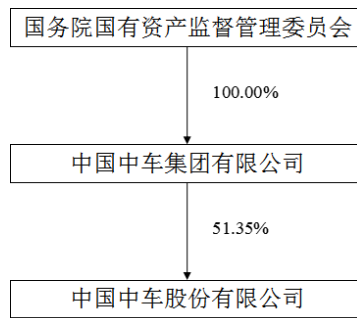 国务院国有资产监督管理委员会
100.00%
中国中车集团有限公司
51.35%
中国中车股份有限公司